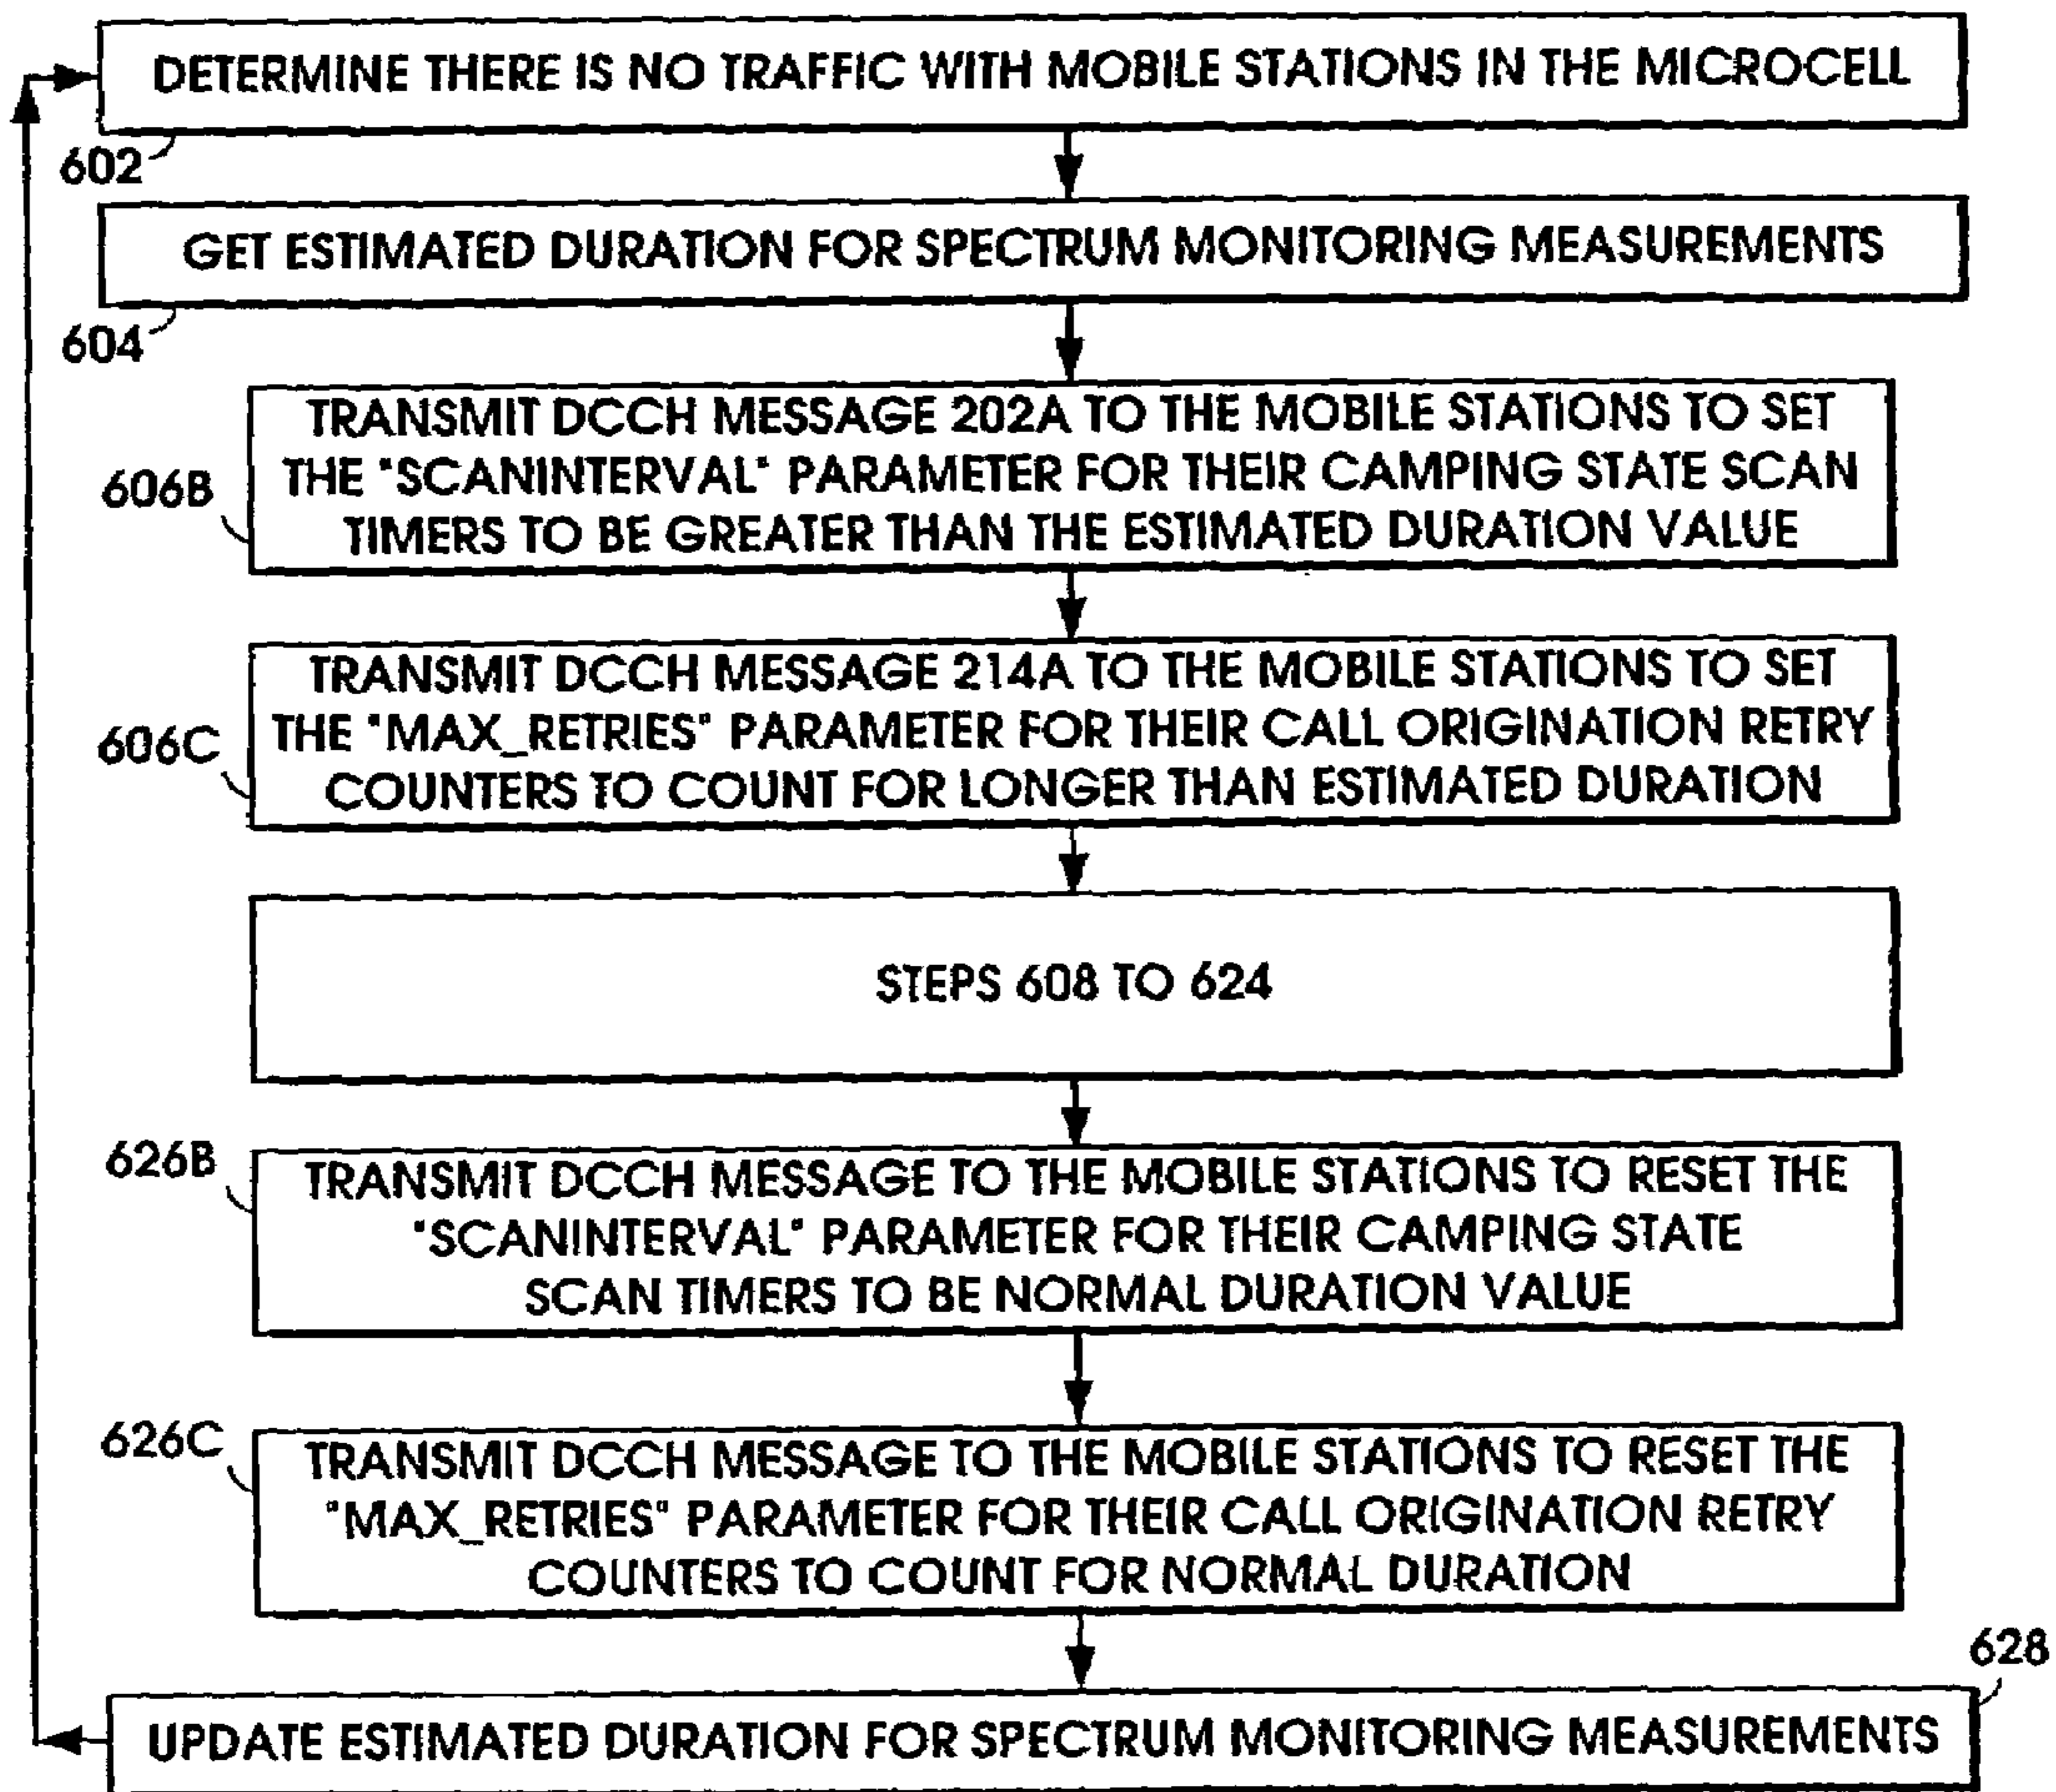 DETERMINE THERE IS NO TRAFFIC WITH MOBILE STATIONS IN THE MICROCELL
602
GET ESTIMATED DURATION FOR SPECTRUM MONITORING MEASUREMENTS
604
TRANSMIT DCCH MESSAGE 202A TO THE MOBILE STATIONS TO SET
THE "SCANINTERVAL" PARAMETER FOR THEIR CAMPING STATE SCAN
TIMERS TO BE GREATER THAN THE ESTIMATED DURATION VALUE
606B
TRANSMIT DCCH MESSAGE 214A TO THE MOBILE STATIONS TO SET
THE "MAX_RETRIES" PARAMETER FOR THEIR CALL ORIGINATION RETRY
COUNTERS TO COUNT FOR LONGER THAN ESTIMATED DURATION
606C
STEPS 608 TO 624
626B
TRANSMIT DCCH MESSAGE TO THE MOBILE STATIONS TO RESET THE
"SCANINTERVAL" PARAMETER FOR THEIR CAMPING STATE
SCAN TIMERS TO BE NORMAL DURATION VALUE
626C
TRANSMIT DCCH MESSAGE TO THE MOBILE STATIONS TO RESET THE
"MAX_RETRIES" PARAMETER FOR THEIR CALL ORIGINATION RETRY
COUNTERS TO COUNT FOR NORMAL DURATION
628
UPDATE ESTIMATED DURATION FOR SPECTRUM MONITORING MEASUREMENTS